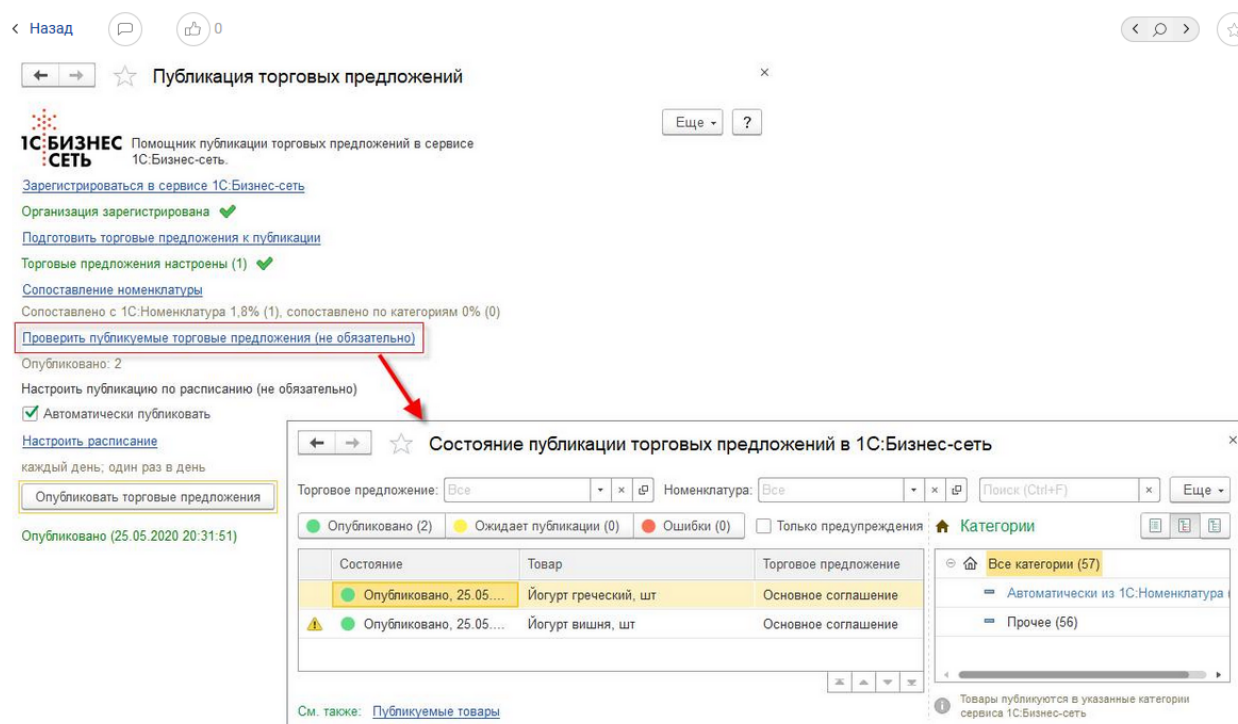 Назад
0
Публикация торговых предложений
Еще
?
1С БИЗНЕС СЕТЬ
Помощник публикации торговых предложений в сервисе
1С:Бизнес-сеть.
Зарегистрироваться в сервисе 1С:Бизнес-сеть
Организация зарегистрирована
Подготовить торговые предложения к публикации
Торговые предложения настроены (1)
Сопоставление номенклатуры
Сопоставлено с 1С:Номенклатура 1,8% (1), сопоставлено по категориям 0% (0)
Проверить публикуемые торговые предложения (не обязательно)
Опубликовано: 2
Настроить публикацию по расписанию (не обязательно)
Автоматически публиковать
Настроить расписание
каждый день; один раз в день
Опубликовать торговые предложения
Опубликовано (25.05.2020 20:31:51)
Состояние публикации торговых предложений в 1С:Бизнес-сеть
Торговое предложение: Все Номенклатура: Все Поиск (Ctrl+F) Еще
Опубликовано (2) Ожидает публикации (0) Ошибки (0) Только предупреждения Категории
Состояние Товар Торговое предложение
Опубликовано, 25.05.... Йогурт греческий, шт Основное соглашение
Опубликовано, 25.05.... Йогурт вишня, шт Основное соглашение
Все категории (57)
Автоматически из 1С:Номенклатура (
Прочее (56)
Товары публикуются в указанные категории
сервиса 1С:Бизнес-сеть
См. также: Публикуемые товары